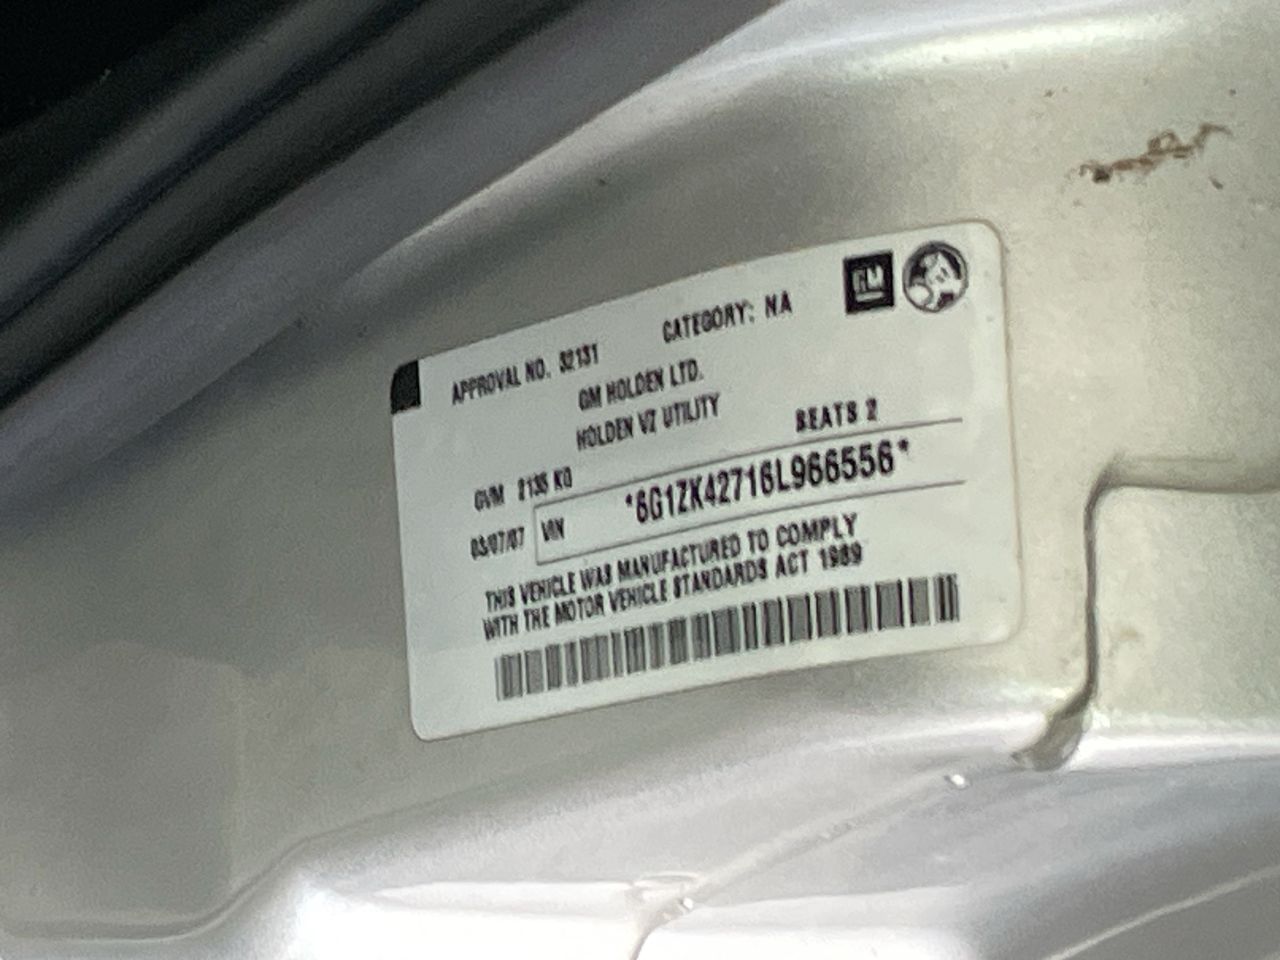 APPROVAL NO. 32131 CATEGORY: NA GM
GM HOLDEN LTD.
HOLDEN VZ UTILITY
GVM 2135 KG SEATS 2
03/07/07 VIN *6G1ZK42716L966556*
THIS VEHICLE WAS MANUFACTURED TO COMPLY
WITH THE MOTOR VEHICLE STANDARDS ACT 1989